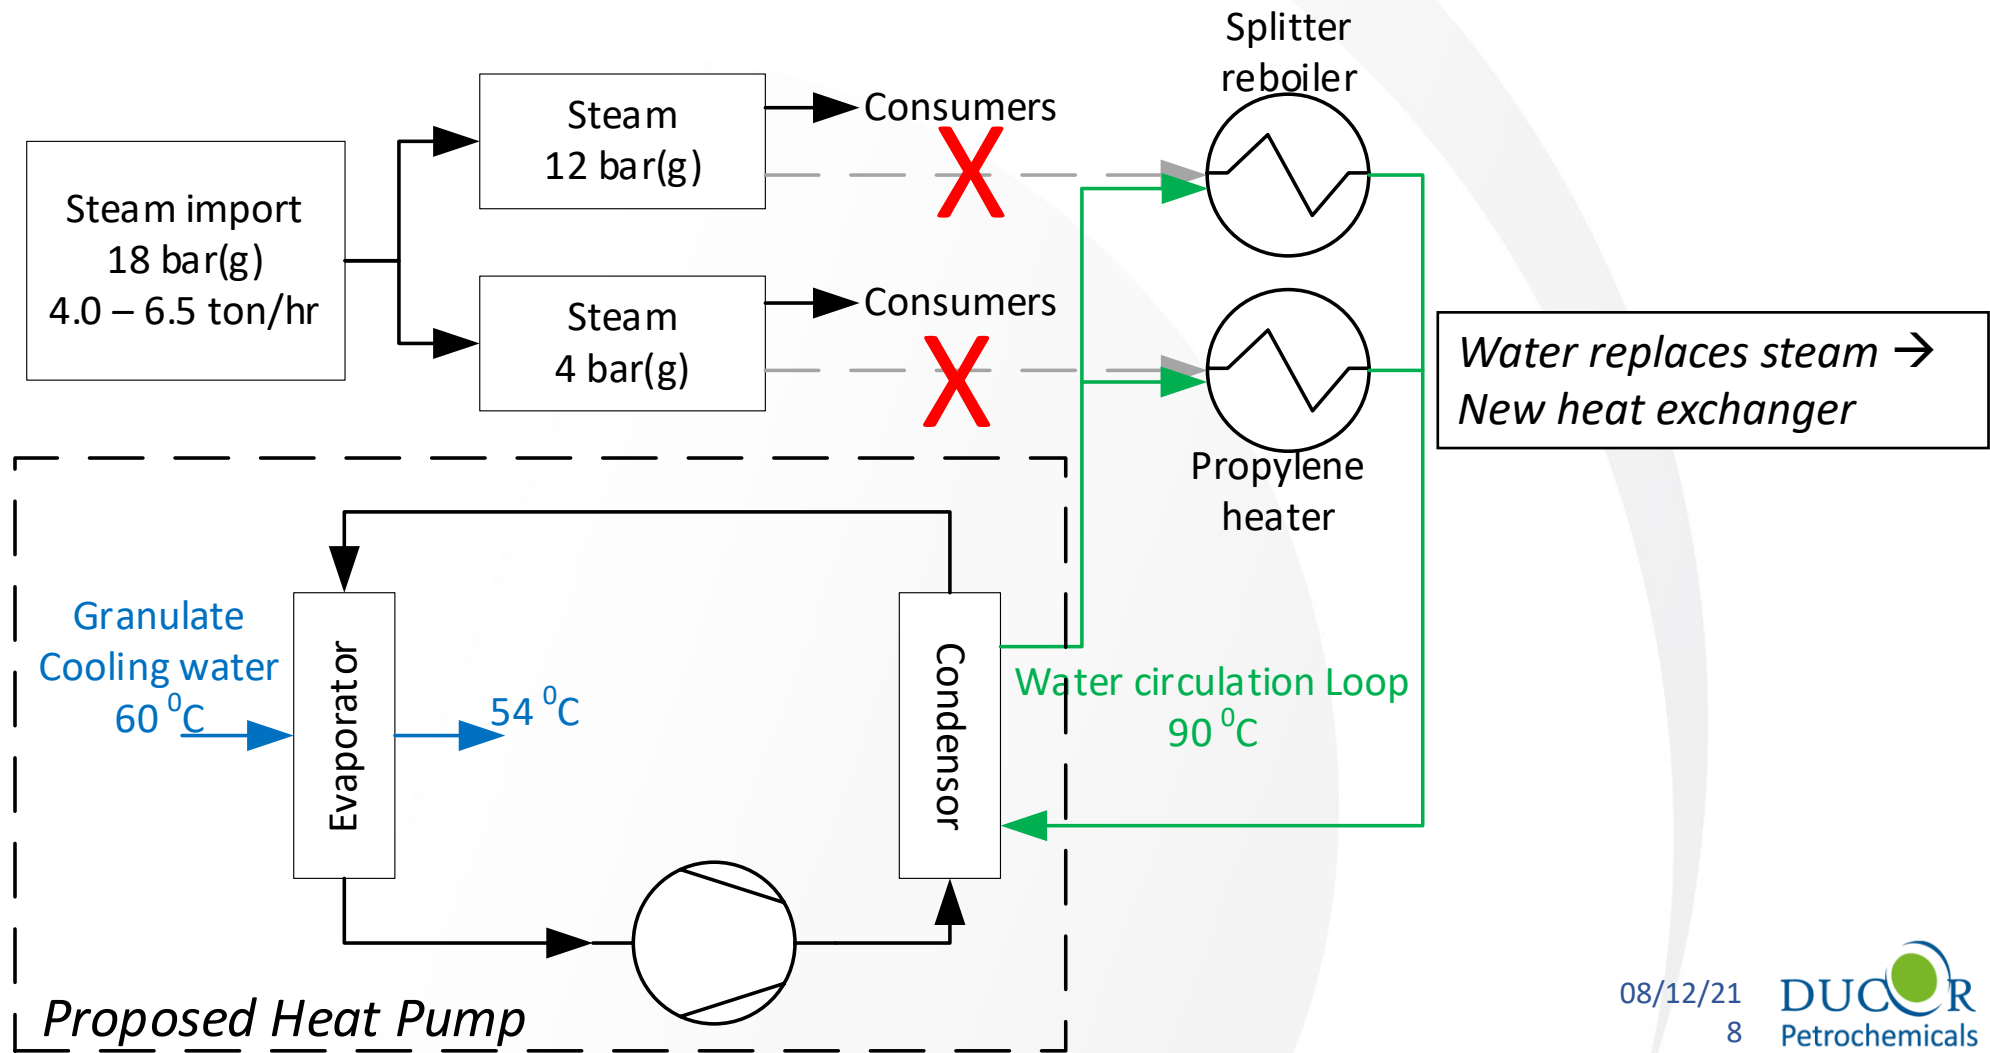 Splitter
reboiler
Steam
12 bar(g)
Consumers
X
Steam import
18 bar(g)
4.0 – 6.5 ton/hr
Steam
4 bar(g)
Consumers
X
Water replaces steam →
New heat exchanger
Propylene
heater
Granulate
Cooling water
60 ⁰C
Evaporator
54 ⁰C
Condensor
Water circulation Loop
90 ⁰C
Proposed Heat Pump
08/12/21
8
DUCOR
Petrochemicals